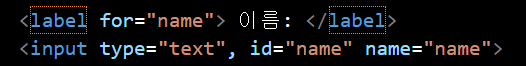 <label for="name"> 이름: </label>
<input type="text", id="name" name="name">